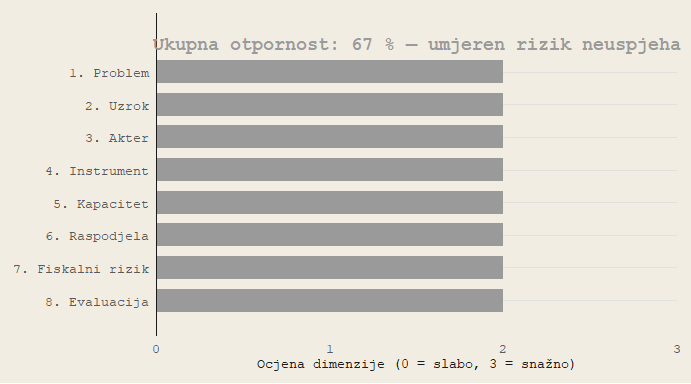 Ukupna otpornost: 67 % — umjeren rizik neuspjeha
1. Problem
2. Uzrok
3. Akter
4. Instrument
5. Kapacitet
6. Raspodjela
7. Fiskalni rizik
8. Evaluacija
0 1 2 3
Ocjena dimenzije (0 = slabo, 3 = snažno)